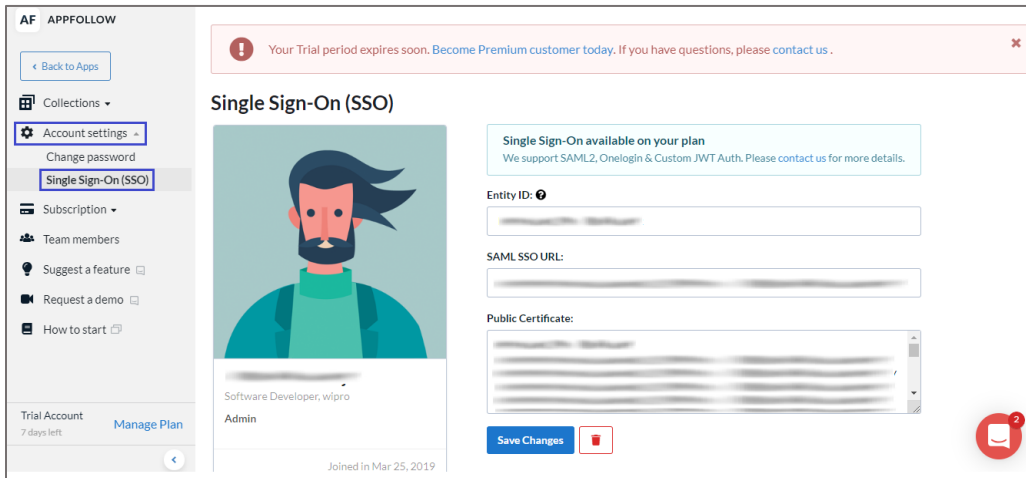 AF APPFOLLOW
Back to Apps
Collections
Account settings
Change password
Single Sign-On (SSO)
Subscription
Team members
Suggest a feature
Request a demo
How to start
Trial Account
7 days left
Manage Plan
Your Trial period expires soon. Become Premium customer today. If you have questions, please contact us .
Single Sign-On (SSO)
Software Developer, wipro
Admin
Joined in Mar 25, 2019
Single Sign-On available on your plan
We support SAML2, Onelogin & Custom JWT Auth. Please contact us for more details.
Entity ID:
SAML SSO URL:
Public Certificate:
Save Changes
2